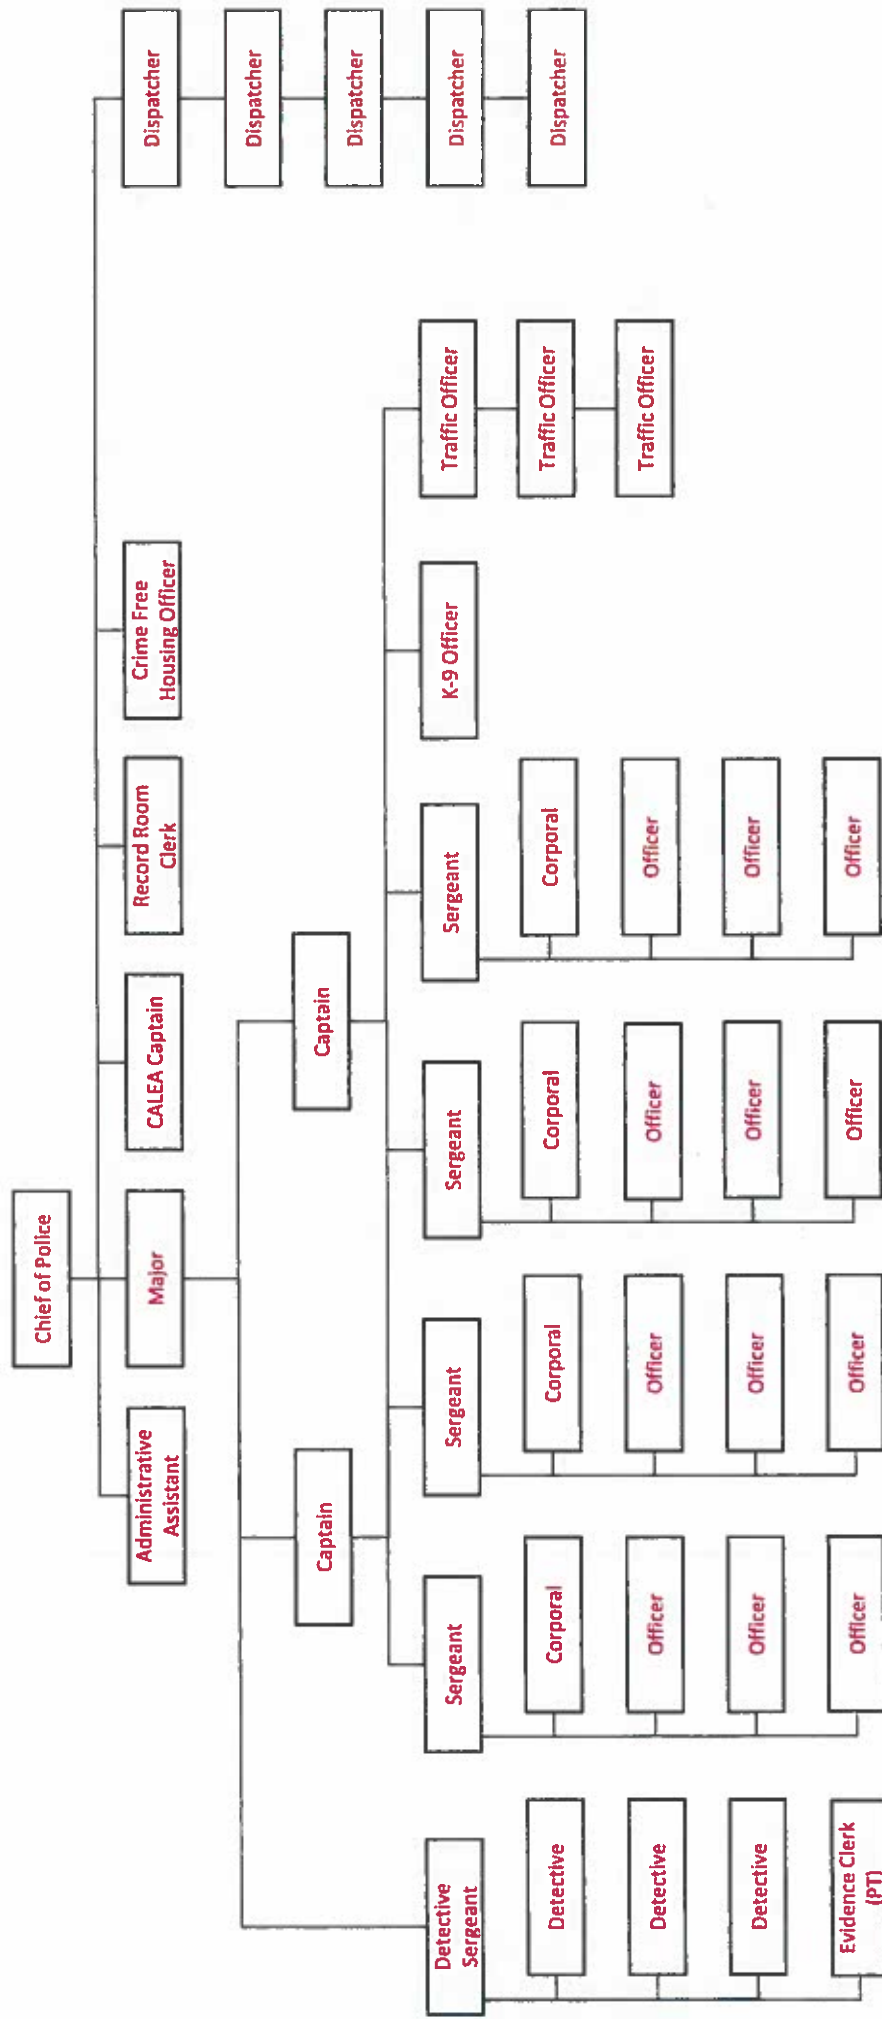 Chief of Police
Administrative
Assistant
Major
CALEA Captain
Record Room
Clerk
Crime Free
Housing Officer
Dispatcher
Dispatcher
Dispatcher
Dispatcher
Dispatcher
Captain
Captain
Detective
Sergeant
Sergeant
Sergeant
Sergeant
Sergeant
K-9 Officer
Traffic Officer
Traffic Officer
Traffic Officer
Detective
Detective
Detective
Evidence Clerk
(PT)
Corporal
Officer
Officer
Officer
Corporal
Officer
Officer
Officer
Corporal
Officer
Officer
Officer
Corporal
Officer
Officer
Officer